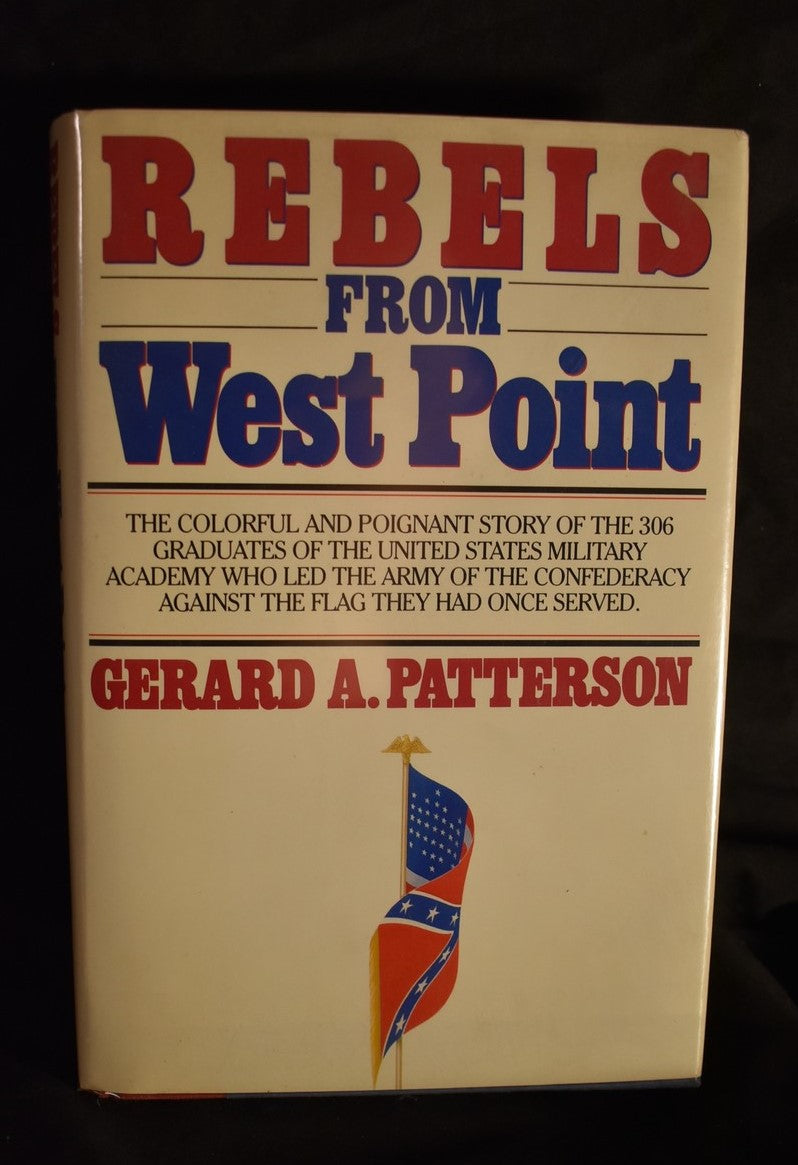 REBELS
FROM
West Point
THE COLORFUL AND POIGNANT STORY OF THE 306
GRADUATES OF THE UNITED STATES MILITARY
ACADEMY WHO LED THE ARMY OF THE CONFEDERACY
AGAINST THE FLAG THEY HAD ONCE SERVED.
GERARD A. PATTERSON